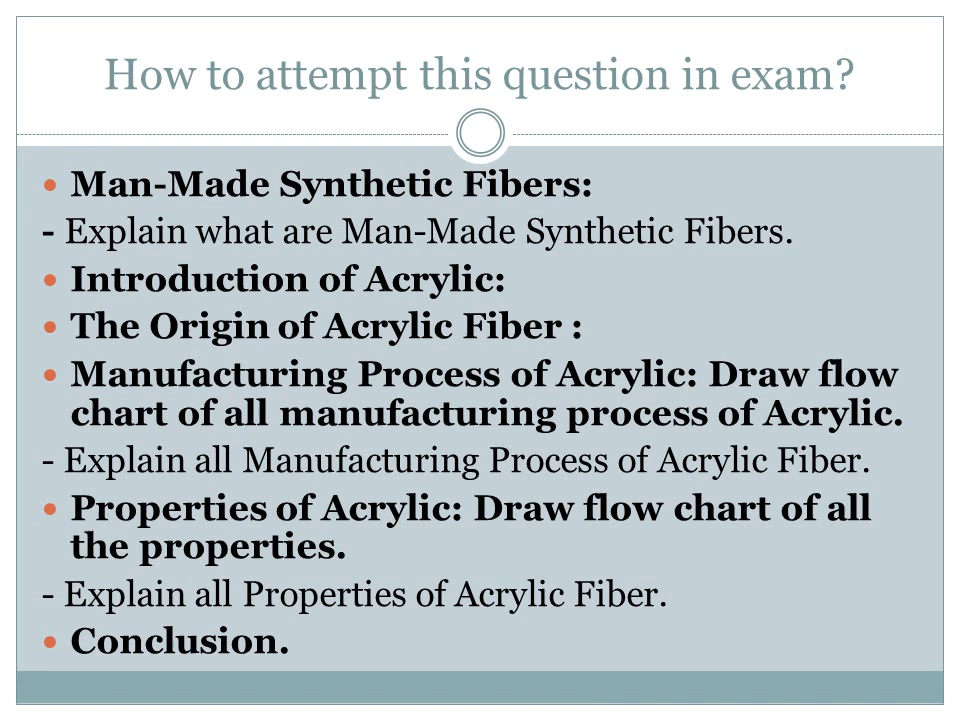 How to attempt this question in exam?
• Man-Made Synthetic Fibers:
- Explain what are Man-Made Synthetic Fibers.
• Introduction of Acrylic:
• The Origin of Acrylic Fiber :
• Manufacturing Process of Acrylic: Draw flow
chart of all manufacturing process of Acrylic.
- Explain all Manufacturing Process of Acrylic Fiber.
• Properties of Acrylic: Draw flow chart of all
the properties.
- Explain all Properties of Acrylic Fiber.
• Conclusion.